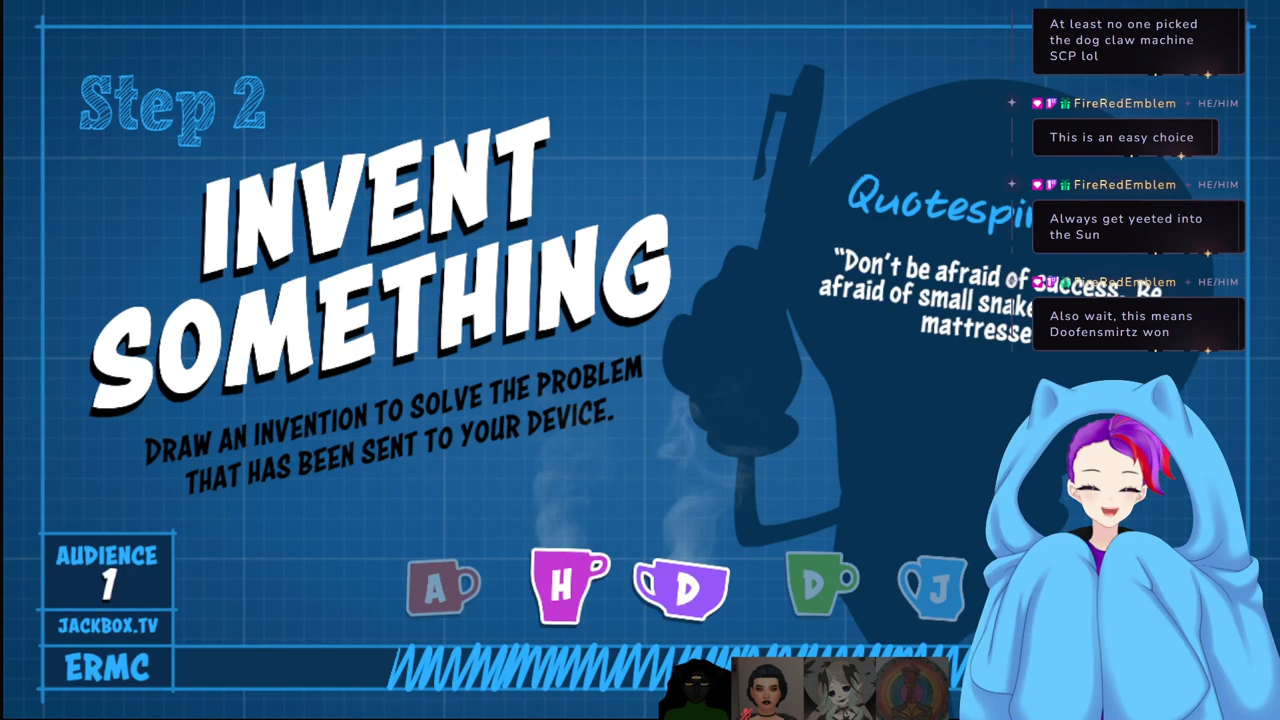 Step 2
INVENT
SOMETHING
DRAW AN INVENTION TO SOLVE THE PROBLEM
THAT HAS BEEN SENT TO YOUR DEVICE.
“Don’t be afraid of Success. Be
afraid of small
AUDIENCE
1
JACKBOX.TV
ERMC
A
H
D
D
J
At least no one picked
the dog claw machine
SCP lol
FireRedEmblem HE/HIM
This is an easy choice
FireRedEmblem HE/HIM
Always get yeeted into
the Sun
FireRedEmblem HE/HIM
Also wait, this means
Doofensmirtz won